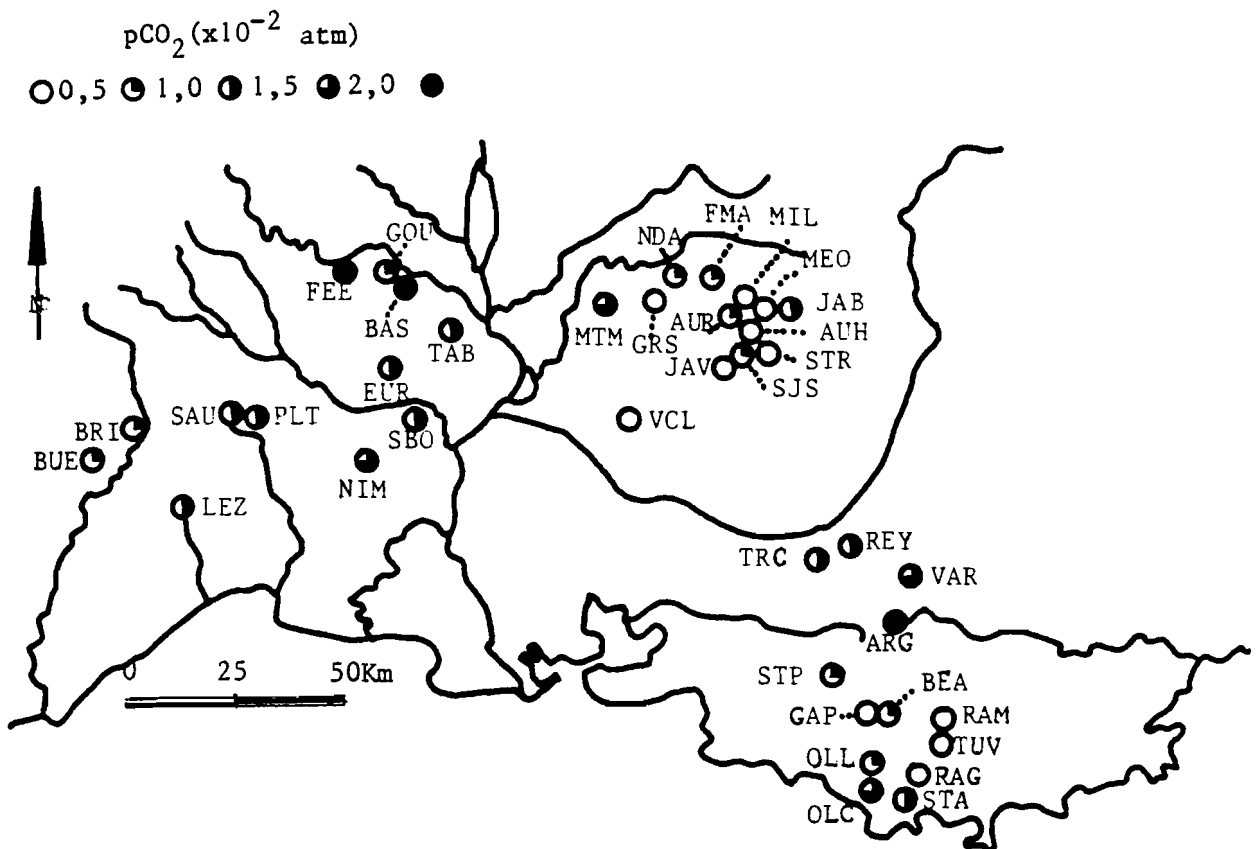 pCO2(x10-2 atm)
0,5 1,0 1,5 2,0
N
GOU
FEE
BAS
TAB
EUR
SAU
PLT
SBO
BRI
BUE
NIM
LEZ
NDA
FMA
MIL
MEO
MTM
GRS
AUR
JAB
AUH
STR
JAV
SJS
VCL
TRC
REY
VAR
ARG
STP
BEA
GAP
RAM
TUV
OLL
RAG
OLC
STA
0 25 50Km